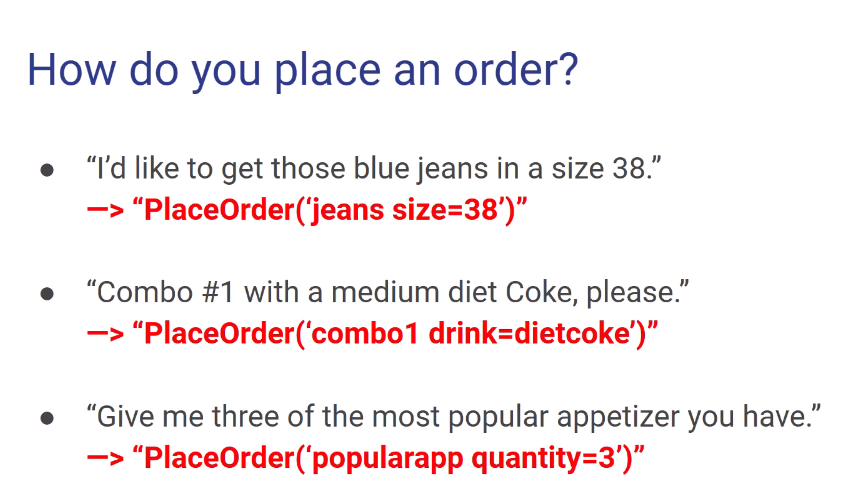 How do you place an order?
● “I’d like to get those blue jeans in a size 38.”
—> “PlaceOrder(‘jeans size=38’)”
● “Combo #1 with a medium diet Coke, please.”
—> “PlaceOrder(‘combo1 drink=dietcoke’)”
● “Give me three of the most popular appetizer you have.”
—> “PlaceOrder(‘popularapp quantity=3’)”